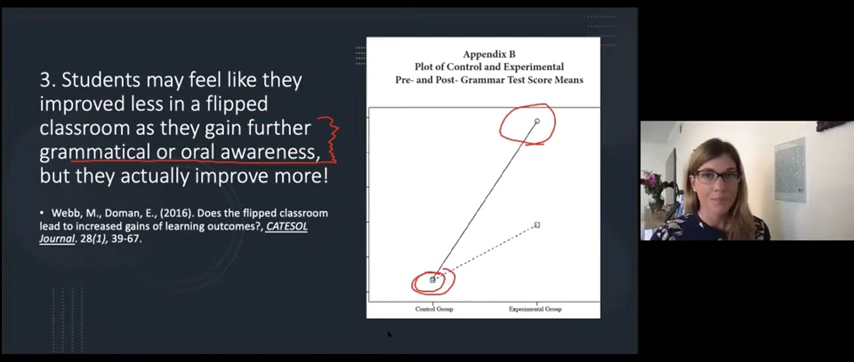 3. Students may feel like they
improved less in a flipped
classroom as they gain further
grammatical or oral awareness,
but they actually improve more!
• Webb, M., Doman, E., (2016). Does the flipped classroom
lead to increased gains of learning outcomes?, CATESOL
Journal. 28(1), 39-67.
Appendix B
Plot of Control and Experimental
Pre- and Post- Grammar Test Score Means
Control Group
Experimental Group